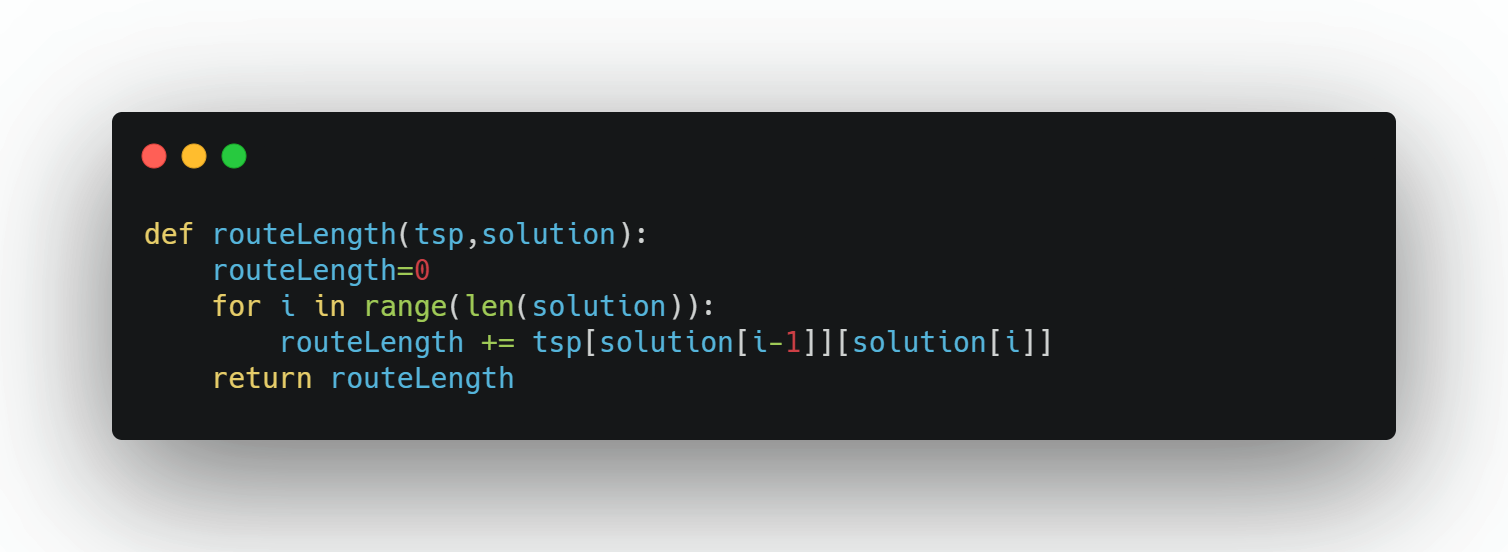 def routeLength(tsp,solution):
    routeLength=0
    for i in range(len(solution)):
        routeLength += tsp[solution[i-1]][solution[i]]
    return routeLength